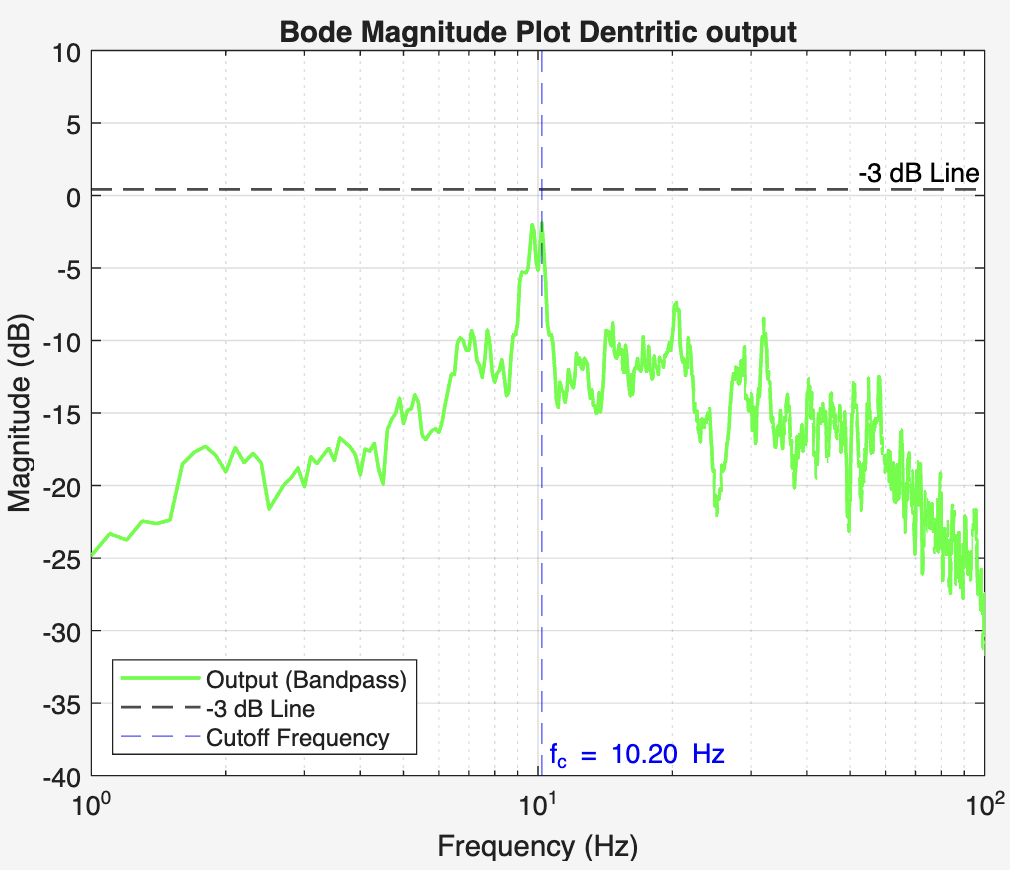 Bode Magnitude Plot Dentritic output
10
5
0
-5
-10
-15
-20
-25
-30
-35
-40
Magnitude (dB)
-3 dB Line
Output (Bandpass)
-3 dB Line
Cutoff Frequency
f_c = 10.20 Hz
10^0
10^1
10^2
Frequency (Hz)